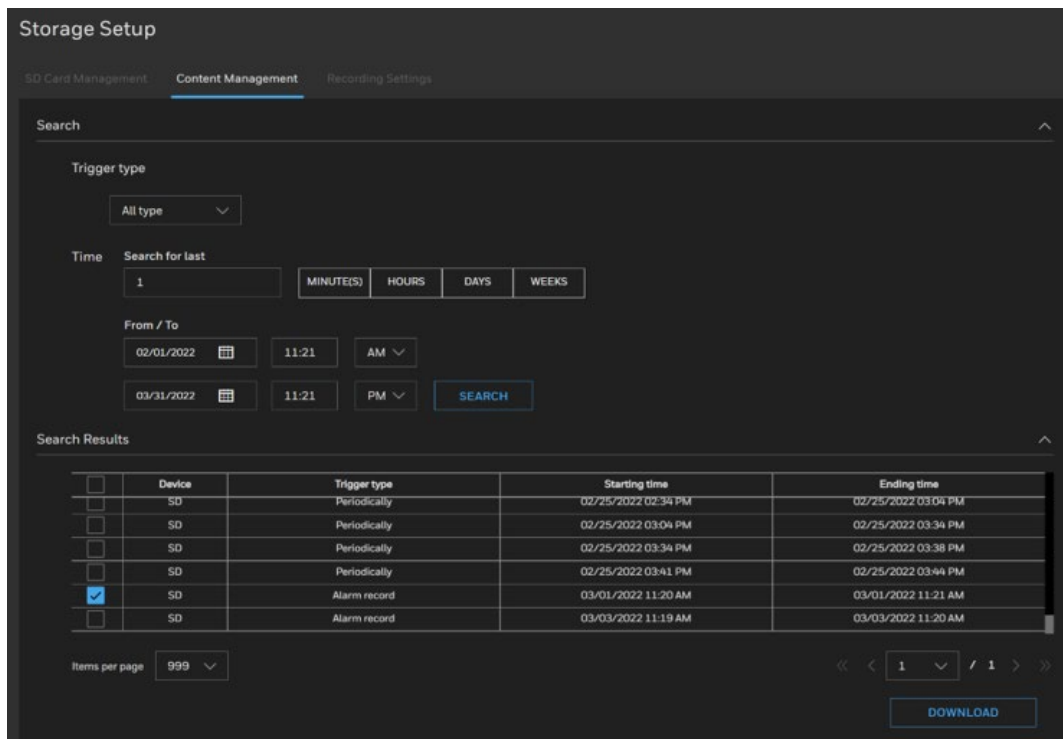 Storage Setup
SD Card Management Content Management Recording Settings
Search
Trigger type
All type
Time Search for last
1 MINUTE(S) HOURS DAYS WEEKS
From / To
02/01/2022 11:21 AM
03/31/2022 11:21 PM SEARCH
Search Results
Device Trigger type Starting time Ending time
SD Periodically 02/25/2022 02:34 PM 02/25/2022 03:04 PM
SD Periodically 02/25/2022 03:04 PM 02/25/2022 03:34 PM
SD Periodically 02/25/2022 03:34 PM 02/25/2022 03:38 PM
SD Periodically 02/25/2022 03:41 PM 02/25/2022 03:44 PM
SD Alarm record 03/01/2022 11:20 AM 03/01/2022 11:21 AM
SD Alarm record 03/03/2022 11:19 AM 03/03/2022 11:20 AM
Items per page 999 « < 1 / 1 > »
DOWNLOAD